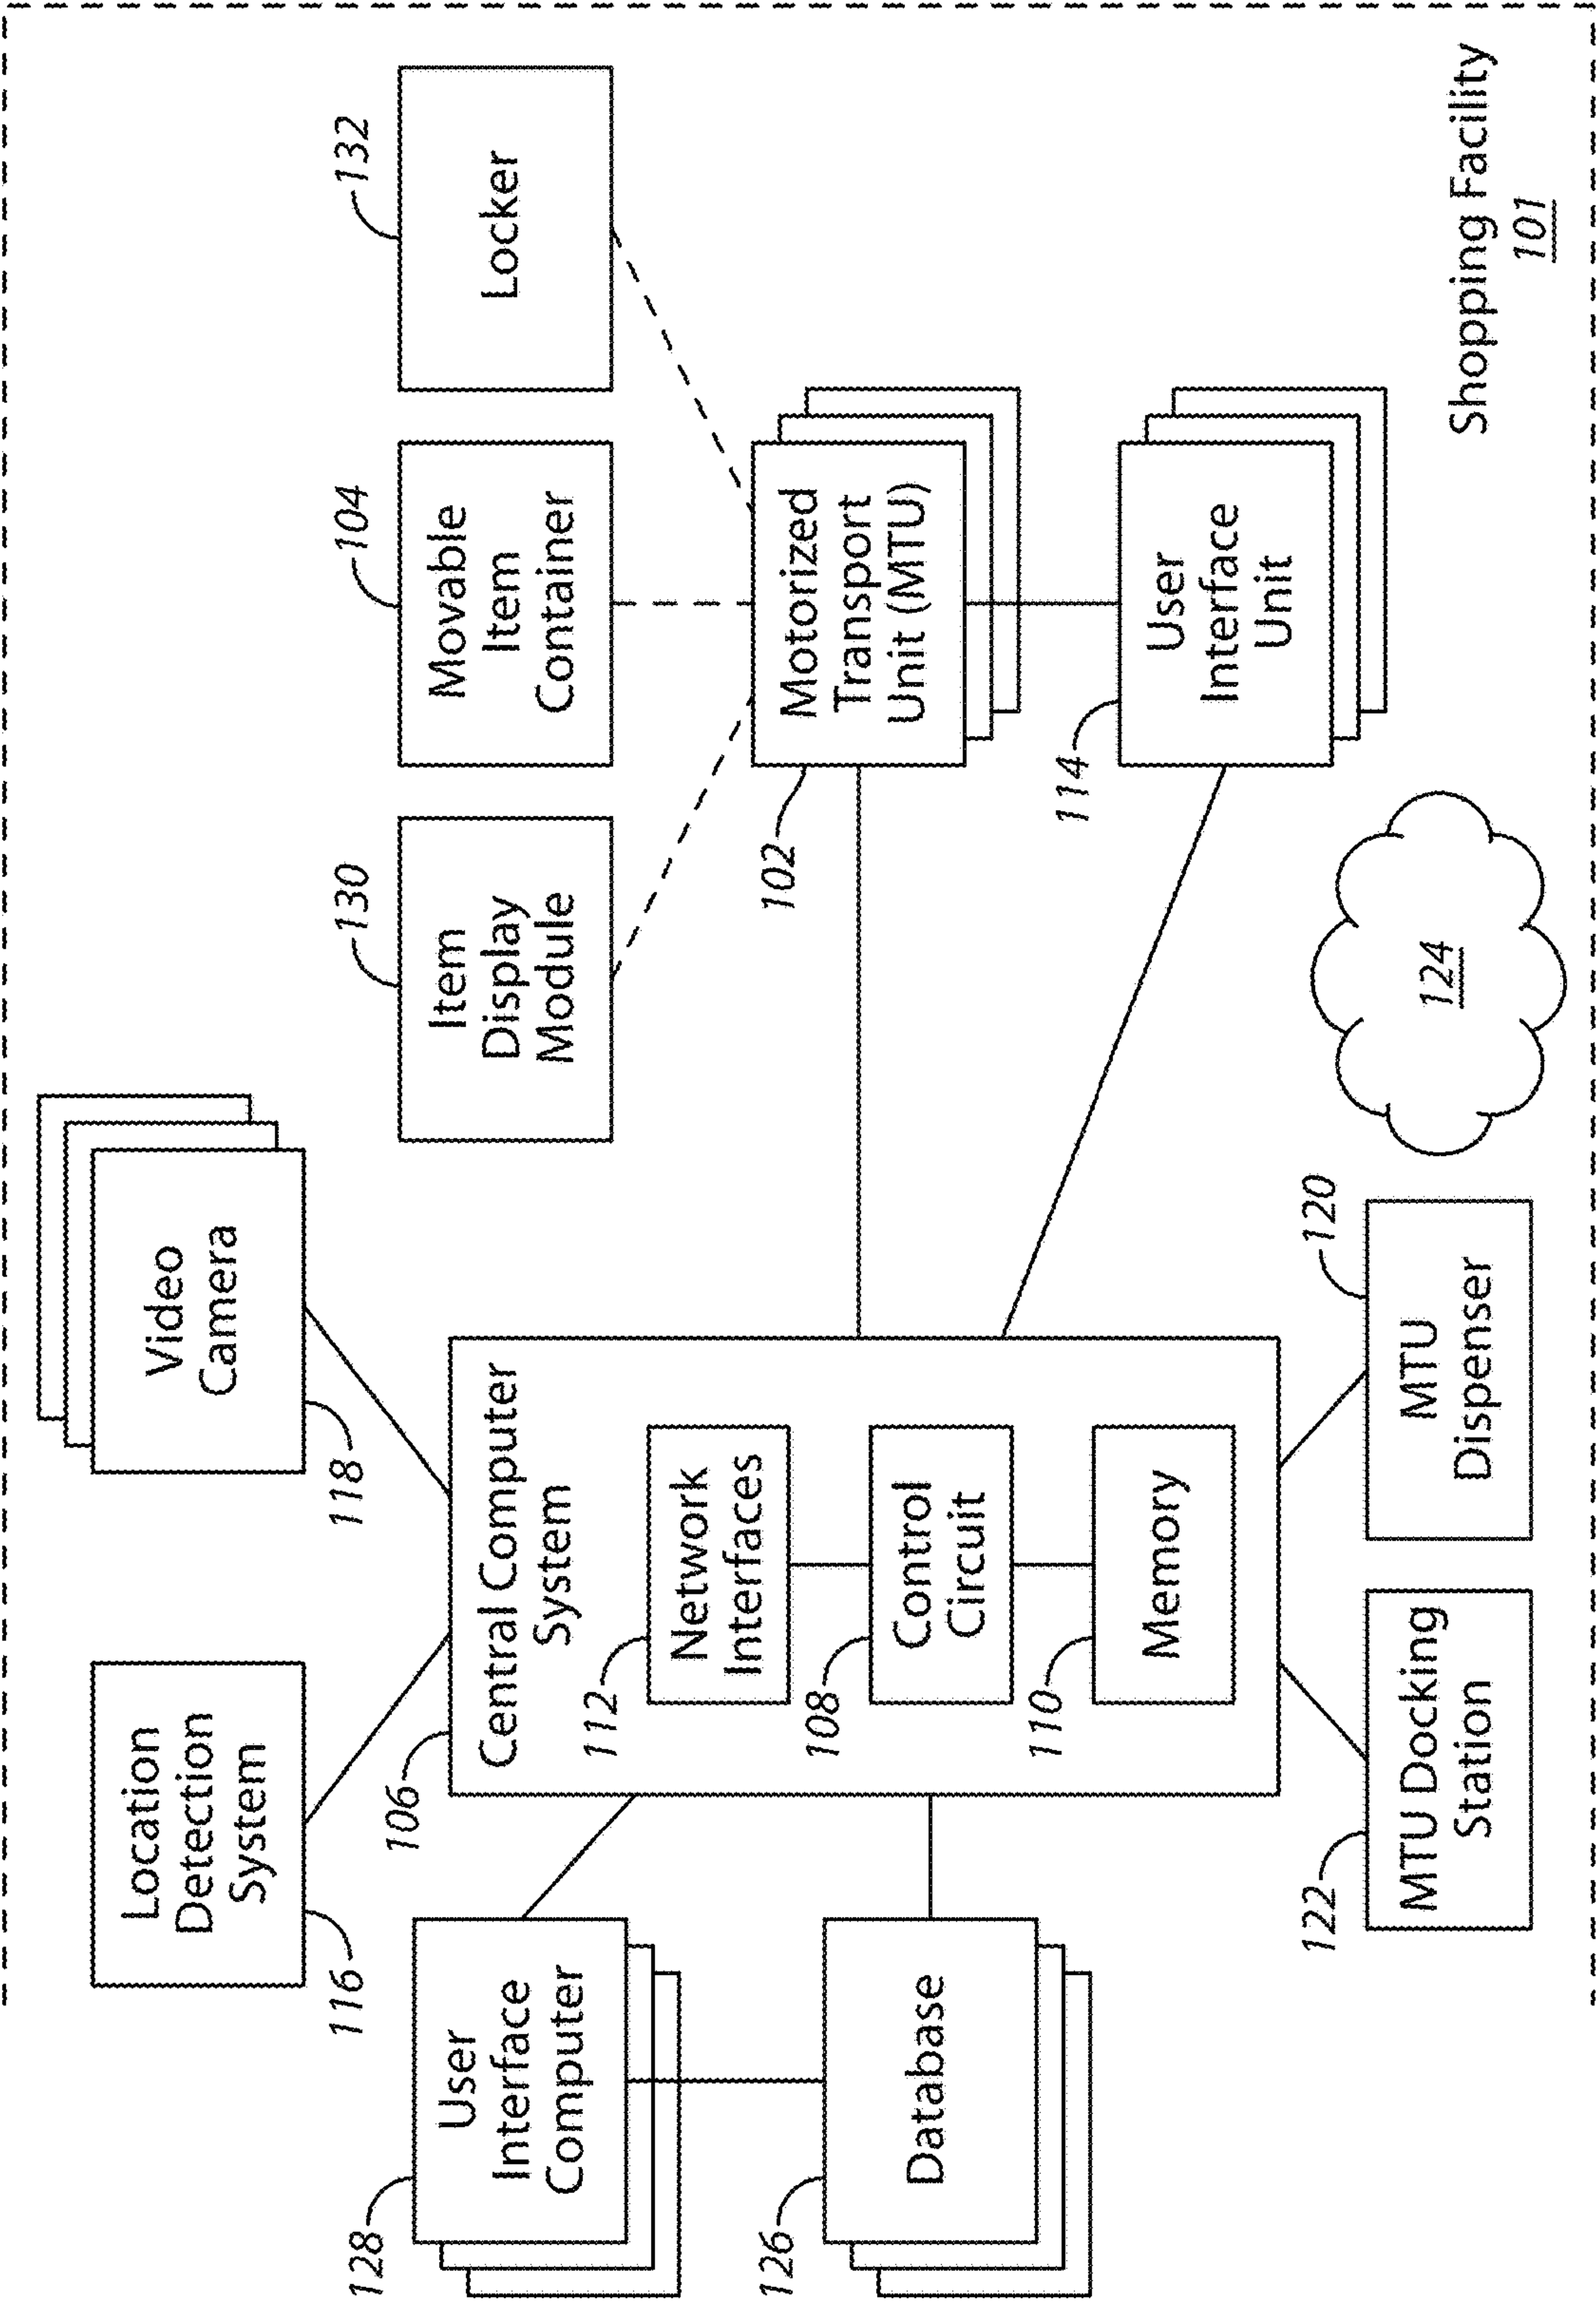 128
User
Interface
Computer
126
Database
116
Location
Detection
System
118
Video
Camera
106
Central Computer
System
112
Network
Interfaces
108
Control
Circuit
110
Memory
122
MTU Docking
Station
120
MTU
Dispenser
130
Item
Display
Module
104
Movable
Item
Container
132
Locker
102
Motorized
Transport
Unit (MTU)
114
User
Interface
Unit
124
Shopping Facility
101